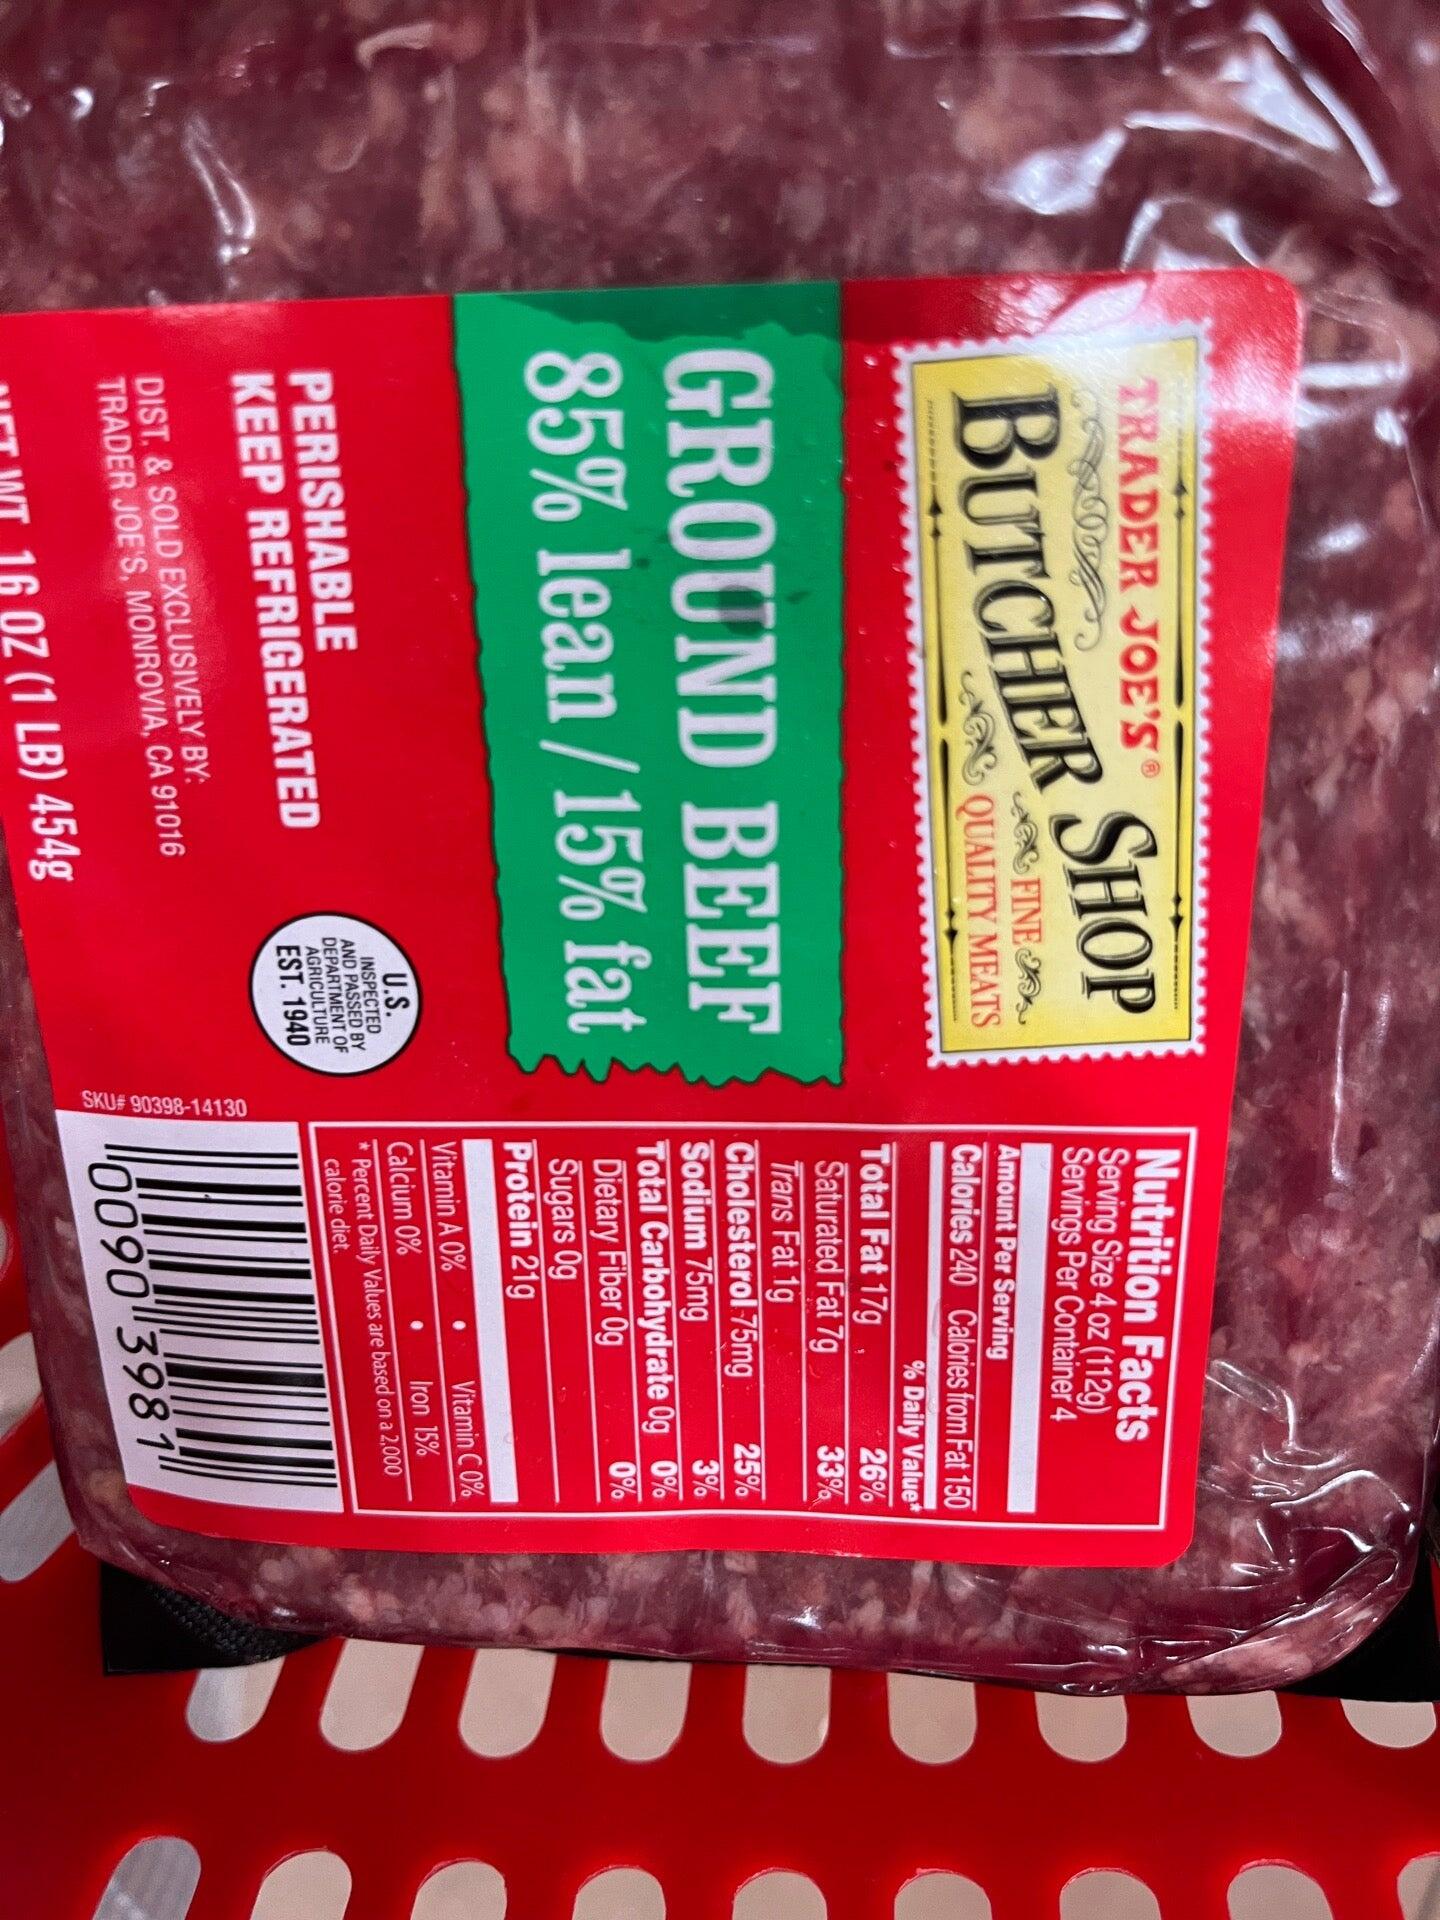 TRADER JOE'S®
BUTCHER SHOP
FINE
QUALITY MEATS
GROUND BEEF
85% lean / 15% fat
PERISHABLE
KEEP REFRIGERATED
DIST. & SOLD EXCLUSIVELY BY:
TRADER JOE'S, MONROVIA, CA 91016
NET WT. 16 OZ (1 LB) 454g
U.S.
INSPECTED
AND PASSED BY
DEPARTMENT OF
AGRICULTURE
EST. 1940
Nutrition Facts
Serving Size 4 oz (112g)
Servings Per Container 4
Amount Per Serving
Calories 240 Calories from Fat 150
% Daily Value*
Total Fat 17g 26%
Saturated Fat 7g 33%
Trans Fat 1g
Cholesterol 75mg 25%
Sodium 75mg 3%
Total Carbohydrate 0g 0%
Dietary Fiber 0g 0%
Sugars 0g
Protein 21g
Vitamin A 0% • Vitamin C 0%
Calcium 0% • Iron 15%
* Percent Daily Values are based on a 2,000
calorie diet.
SKU# 90398-14130
0090 3981